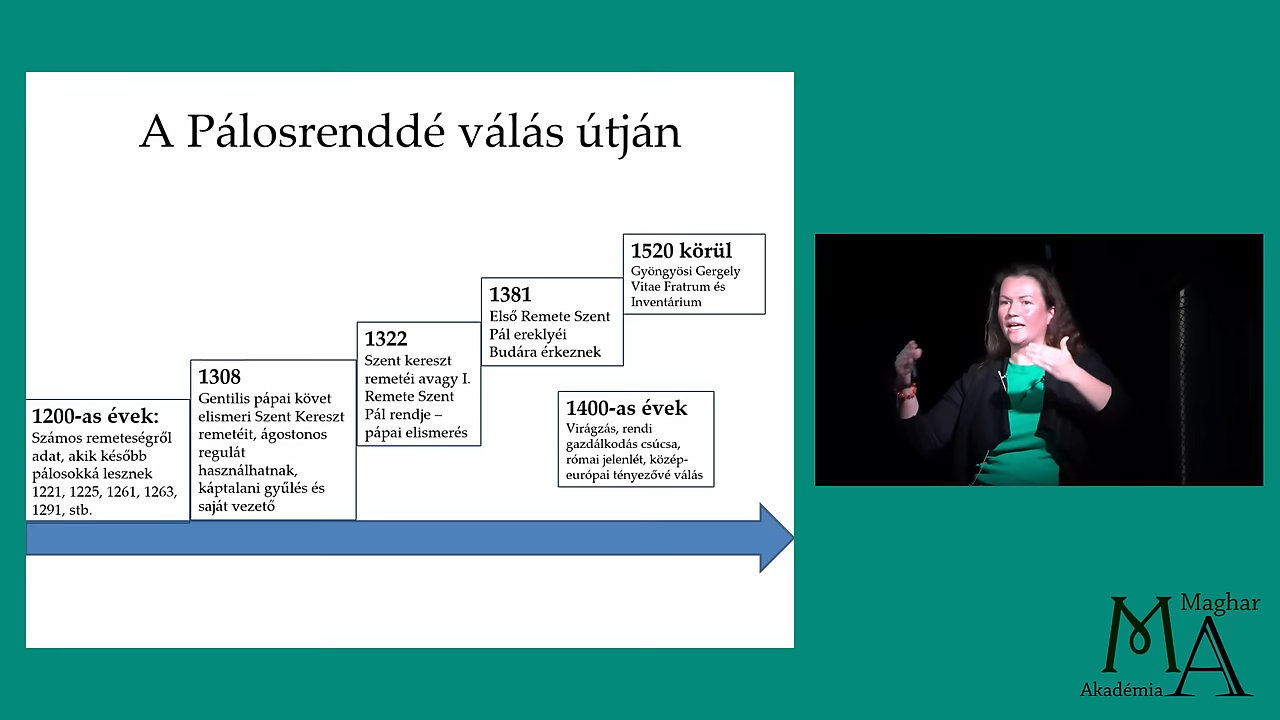 A Pálosrenddé válás útján
1200-as évek:
Számos remeteségről
adat, akik később
pálosokká lesznek
1221, 1225, 1261, 1263,
1291, stb.
1308
Gentilis pápai követ
elismeri Szent Kereszt
remetéit, ágostonos
regulát
használhatnak,
káptalani gyűlés és
saját vezető
1322
Szent kereszt
remetéi avagy I.
Remete Szent
Pál rendje –
pápai elismerés
1381
Első Remete Szent
Pál ereklyéi
Budára érkeznek
1520 körül
Gyöngyösi Gergely
Vitae Fratrum és
Inventárium
1400-as évek
Virágzás, rendi
gazdálkodás csúcsa,
római jelenlét, közép-
európai tényezővé válás
MA
Maghar
Akadémia